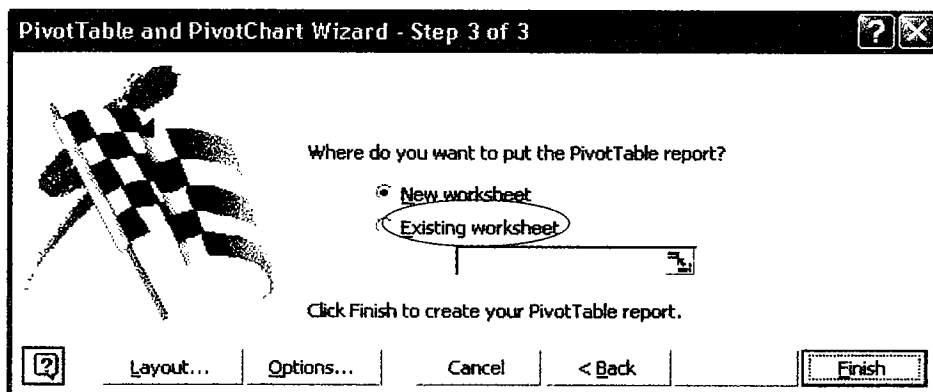 PivotTable and PivotChart Wizard - Step 3 of 3
Where do you want to put the PivotTable report?
New worksheet
Existing worksheet
Click Finish to create your PivotTable report.
Layout... Options... Cancel < Back Finish